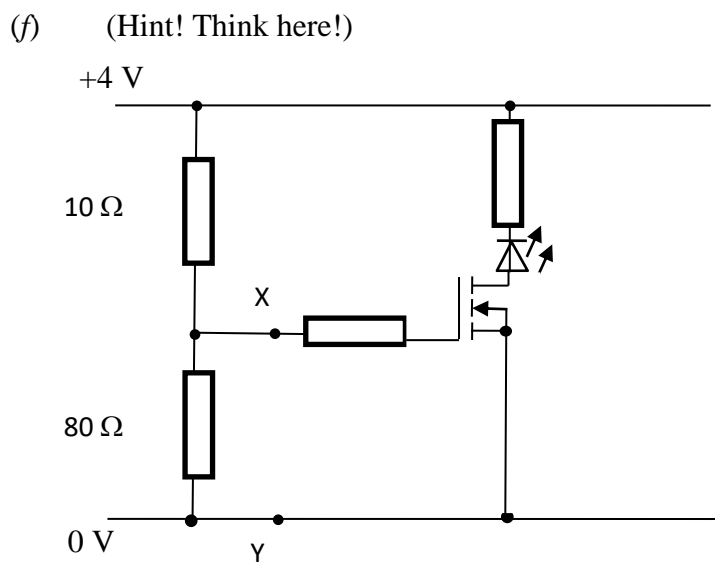 (f) (Hint! Think here!)
+4 V
10 Ω
X
80 Ω
0 V
Y